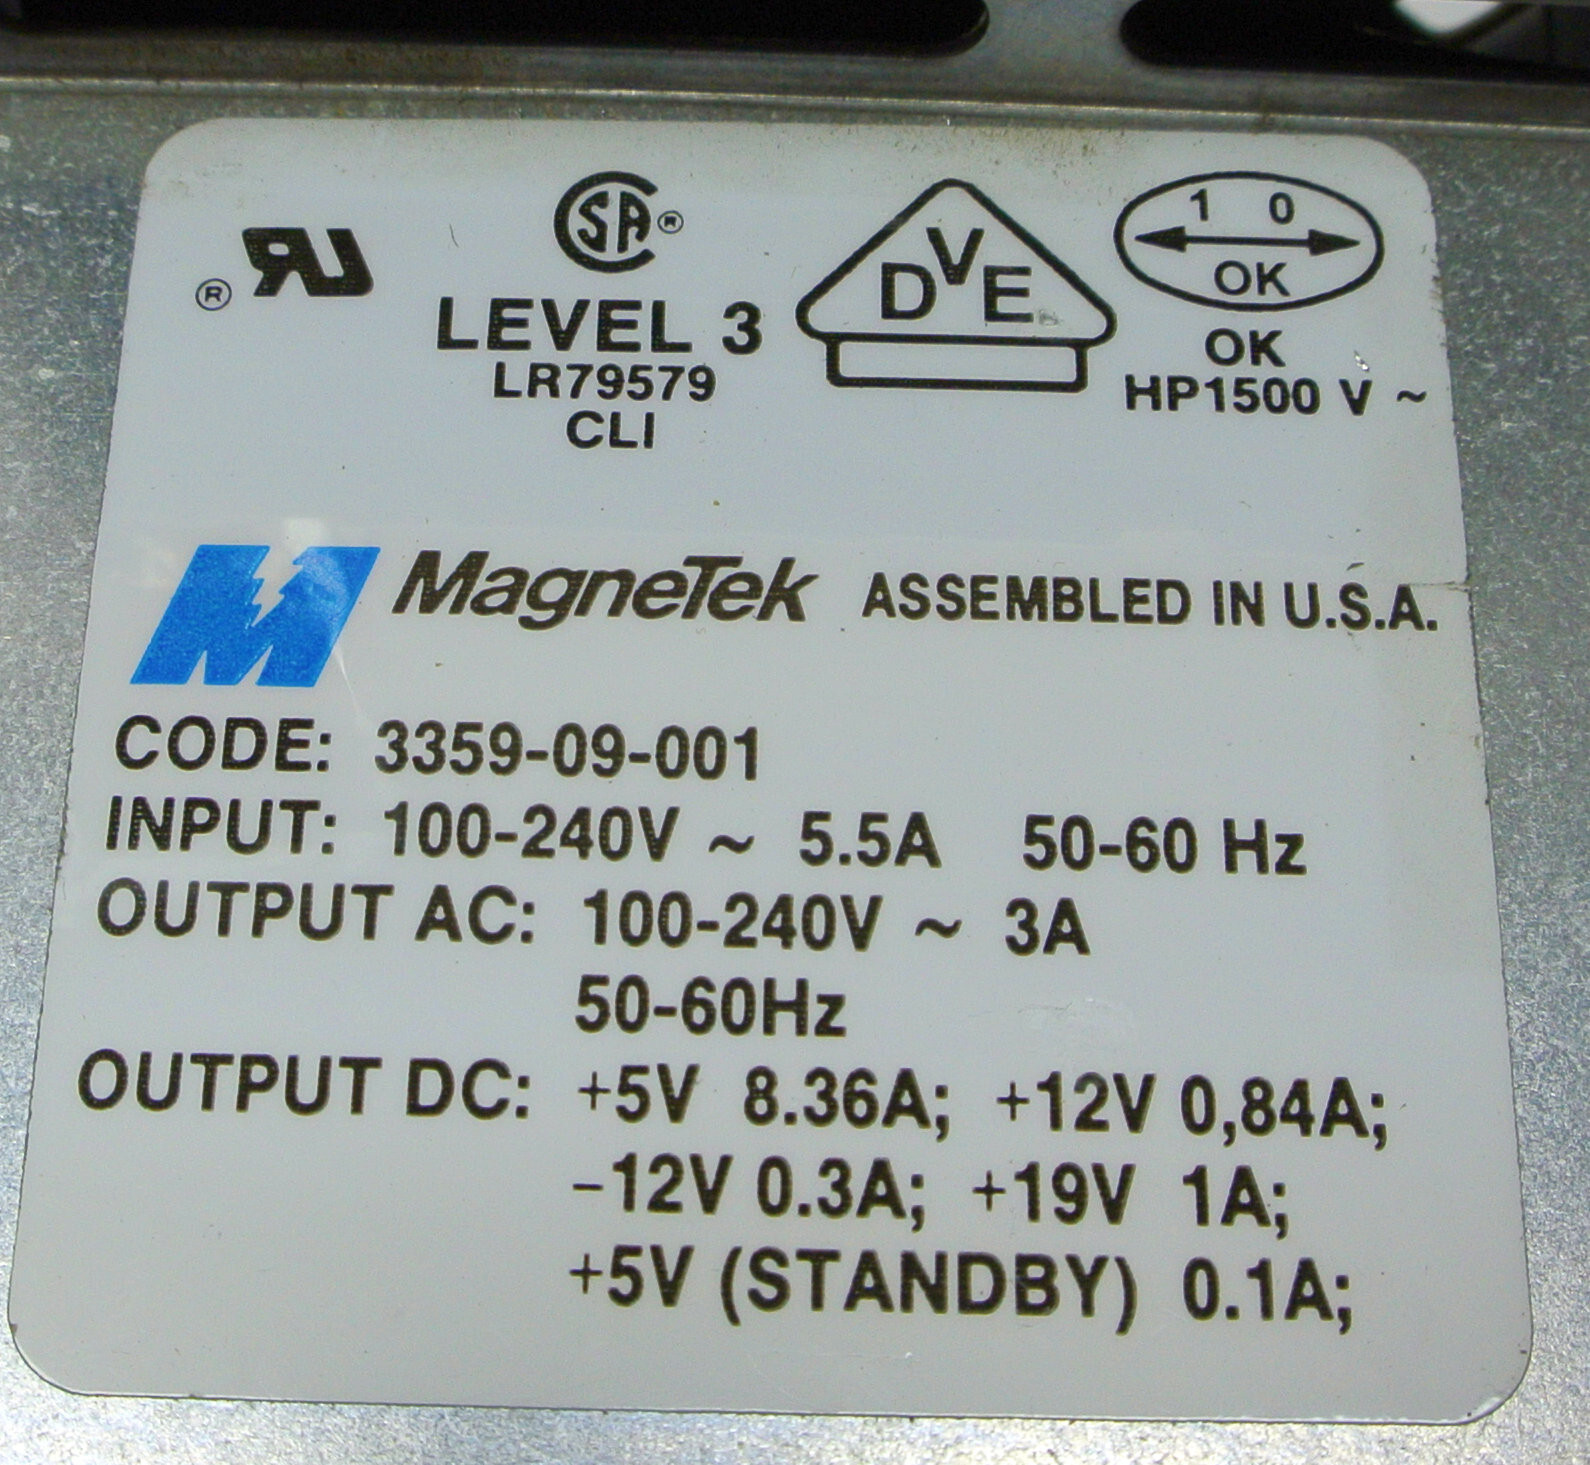 ® UR
CSA ®
LEVEL 3
LR79579
CLI
DVE
1 0
OK
OK
HP1500 V ~
MagneTek ASSEMBLED IN U.S.A.
CODE: 3359-09-001
INPUT: 100-240V ~ 5.5A 50-60 Hz
OUTPUT AC: 100-240V ~ 3A
50-60Hz
OUTPUT DC: +5V 8.36A; +12V 0,84A;
-12V 0.3A; +19V 1A;
+5V (STANDBY) 0.1A;